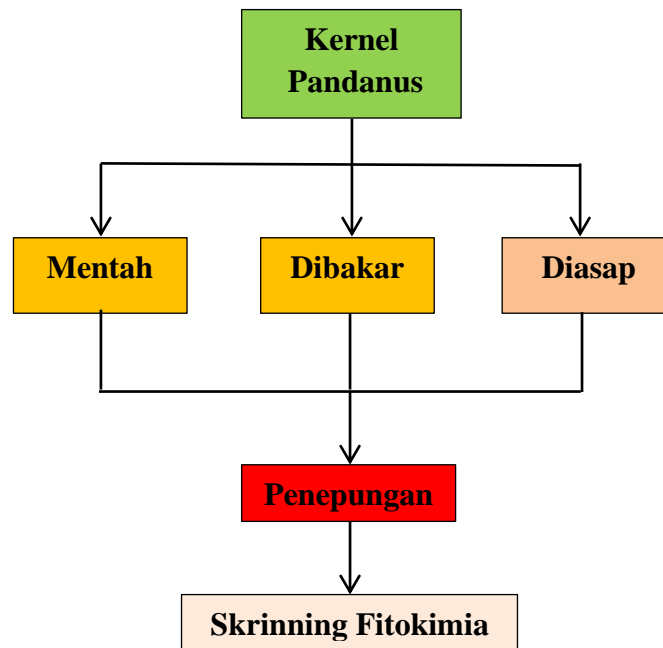 Kernel
Pandanus
Mentah
Dibakar
Diasap
Penepungan
Skrinning Fitokimia